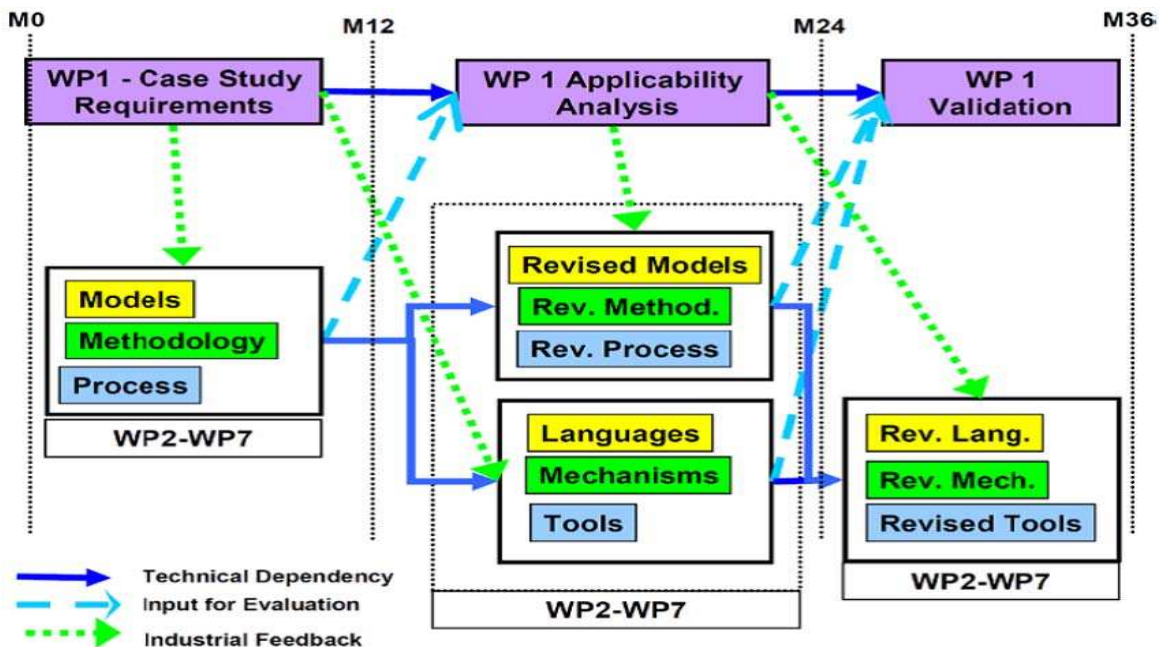 M0
M12
M24
M36
WP1 - Case Study
Requirements
WP 1 Applicability
Analysis
WP 1
Validation
Models
Methodology
Process
WP2-WP7
Revised Models
Rev. Method.
Rev. Process
Languages
Mechanisms
Tools
WP2-WP7
Rev. Lang.
Rev. Mech.
Revised Tools
WP2-WP7
Technical Dependency
Input for Evaluation
Industrial Feedback